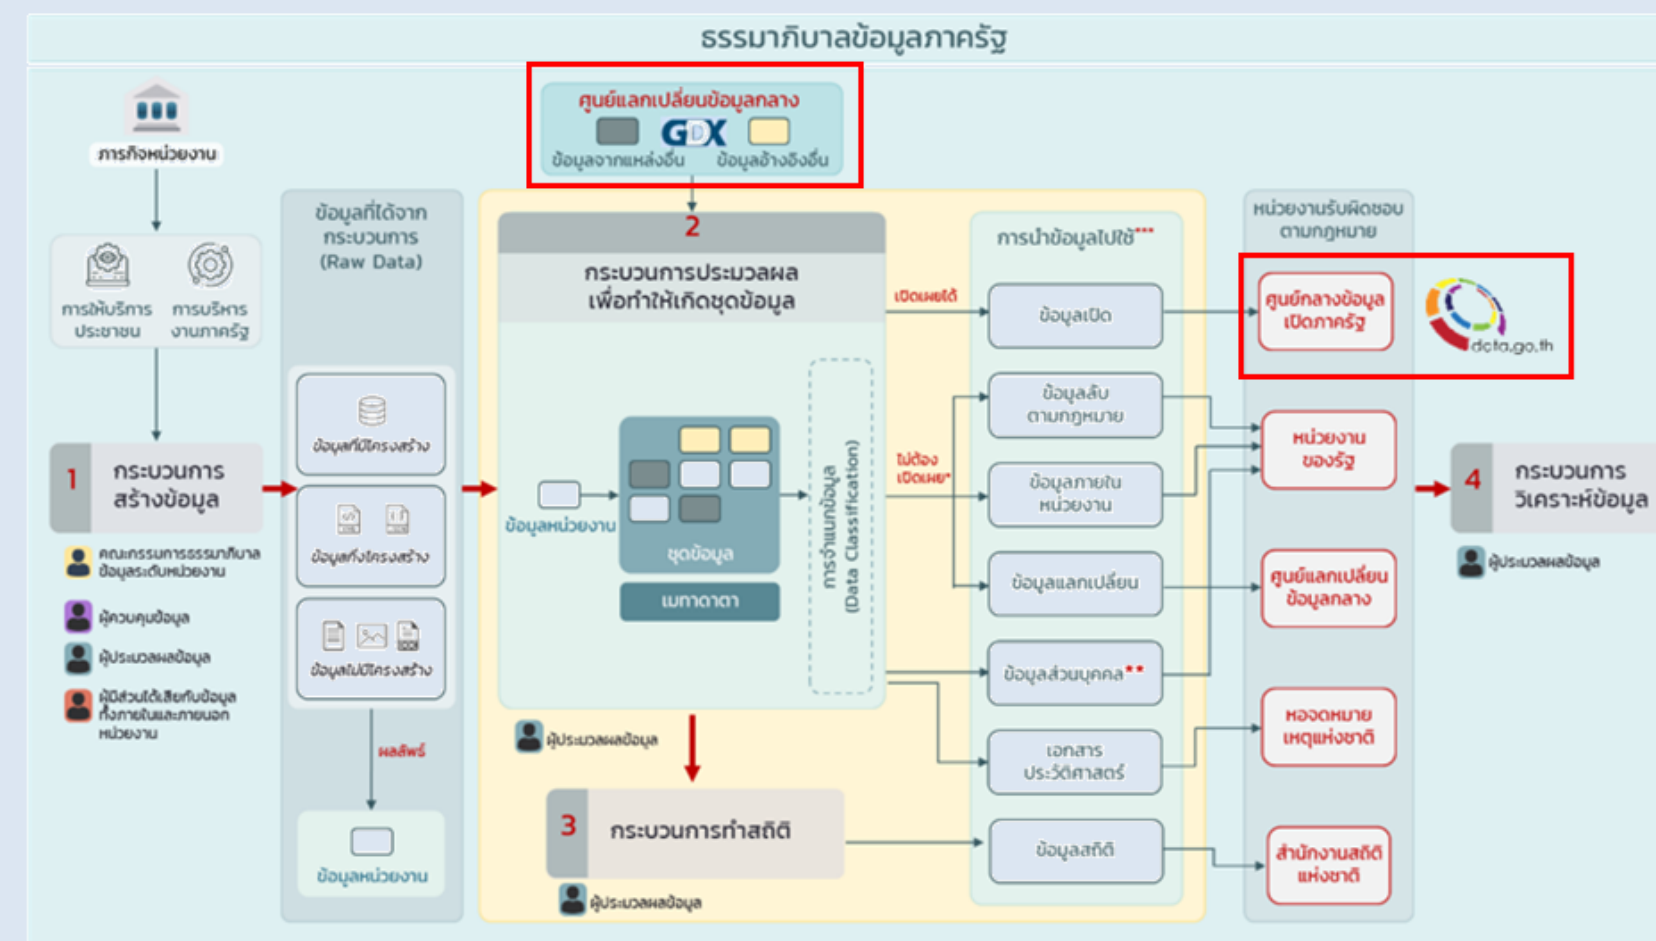 ธรรมาภิบาลข้อมูลภาครัฐ
ภารกิจหน่วยงาน
การให้บริการ
ประชาชน
การบริหาร
งานภาครัฐ
1
กระบวนการ
สร้างข้อมูล
คณะกรรมการธรรมาภิบาล
ข้อมูลระดับหน่วยงาน
ผู้ควบคุมข้อมูล
ผู้ประมวลผลข้อมูล
ผู้มีส่วนได้เสียกับข้อมูล
ทั้งภายในและภายนอก
หน่วยงาน
ข้อมูลที่ได้จาก
กระบวนการ
(Raw Data)
ข้อมูลที่มีโครงสร้าง
ข้อมูลกึ่งโครงสร้าง
ข้อมูลไม่มีโครงสร้าง
ผลลัพธ์
ข้อมูลหน่วยงาน
ศูนย์แลกเปลี่ยนข้อมูลกลาง
GDX
ข้อมูลจากแหล่งอื่น
ข้อมูลอ้างอิงอื่น
2
กระบวนการประมวลผล
เพื่อทำให้เกิดชุดข้อมูล
ข้อมูลหน่วยงาน
ชุดข้อมูล
เมทาดาตา
การจำแนกข้อมูล
(Data Classification)
ผู้ประมวลผลข้อมูล
3
กระบวนการทำสถิติ
ผู้ประมวลผลข้อมูล
เปิดเผยได้
ไม่ต้อง
เปิดเผย*
การนำข้อมูลไปใช้***
ข้อมูลเปิด
ข้อมูลลับ
ตามกฎหมาย
ข้อมูลภายใน
หน่วยงาน
ข้อมูลแลกเปลี่ยน
ข้อมูลส่วนบุคคล**
เอกสาร
ประวัติศาสตร์
ข้อมูลสถิติ
หน่วยงานรับผิดชอบ
ตามกฎหมาย
ศูนย์กลางข้อมูล
เปิดภาครัฐ
data.go.th
หน่วยงาน
ของรัฐ
ศูนย์แลกเปลี่ยน
ข้อมูลกลาง
หอจดหมาย
เหตุแห่งชาติ
สำนักงานสถิติ
แห่งชาติ
4
กระบวนการ
วิเคราะห์ข้อมูล
ผู้ประมวลผลข้อมูล